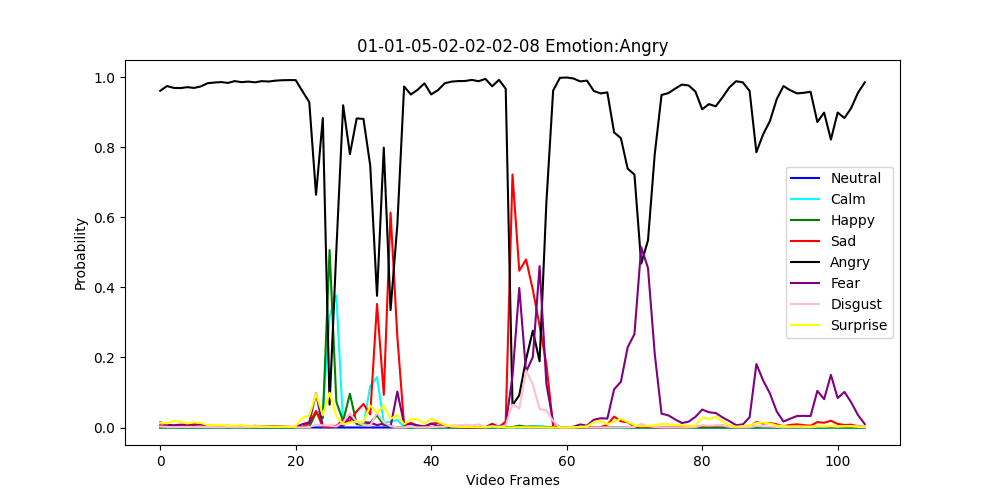 01-01-05-02-02-02-08 Emotion:Angry
Probability
1.0
0.8
0.6
0.4
0.2
0.0
0 20 40 60 80 100
Video Frames
Neutral
Calm
Happy
Sad
Angry
Fear
Disgust
Surprise